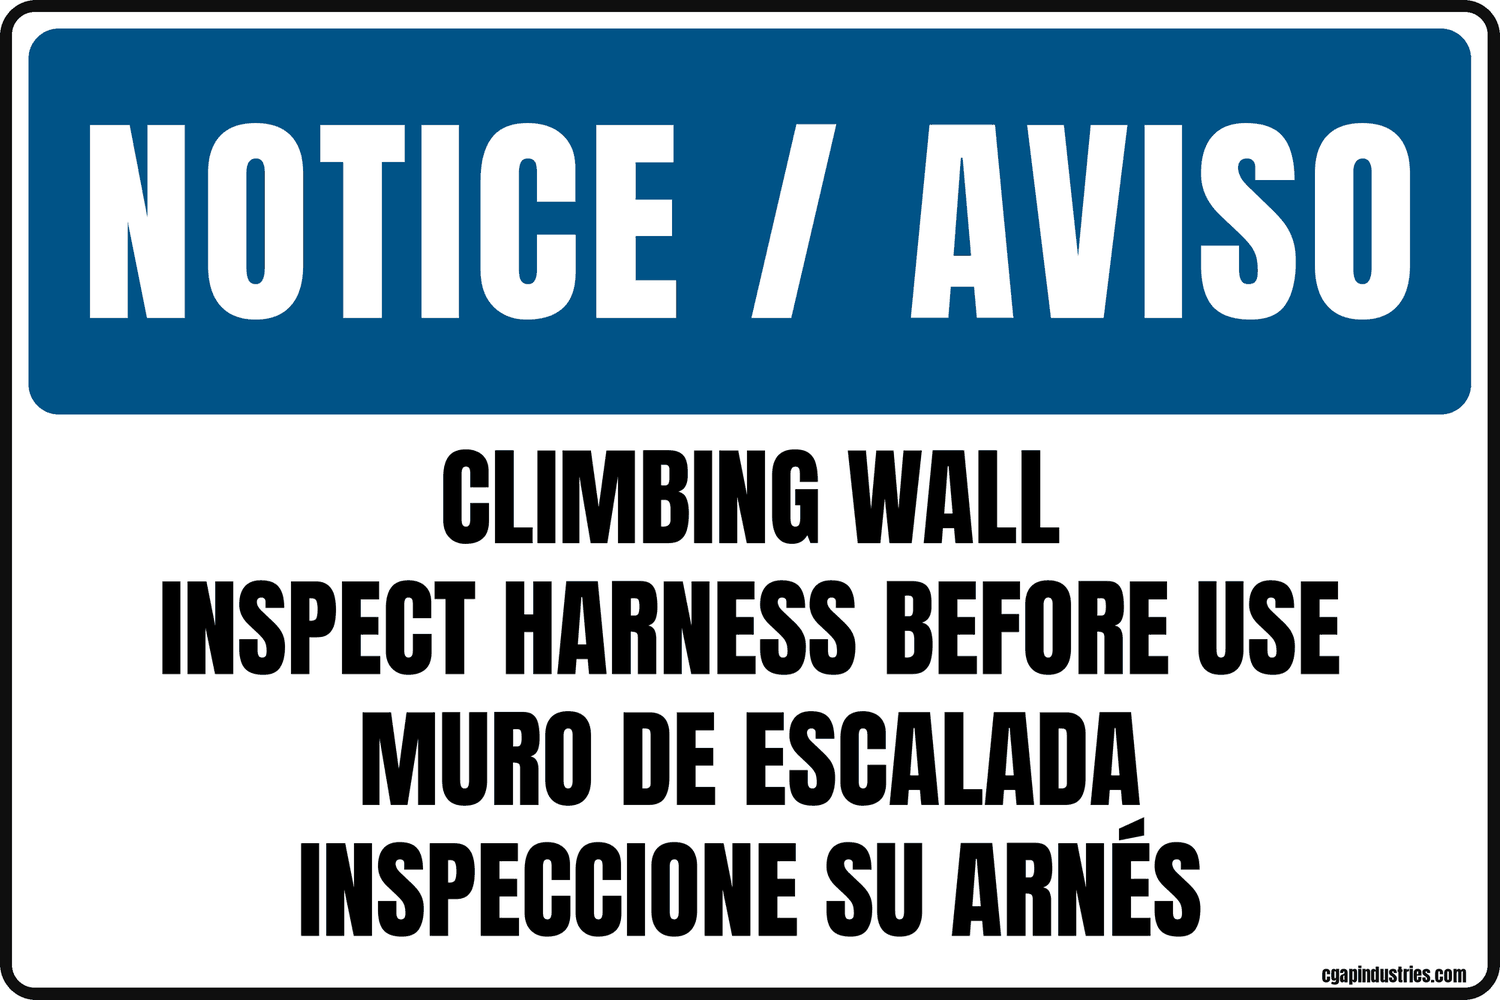 NOTICE / AVISO
CLIMBING WALL
INSPECT HARNESS BEFORE USE
MURO DE ESCALADA
INSPECCIONE SU ARNÉS
cgapindustries.com